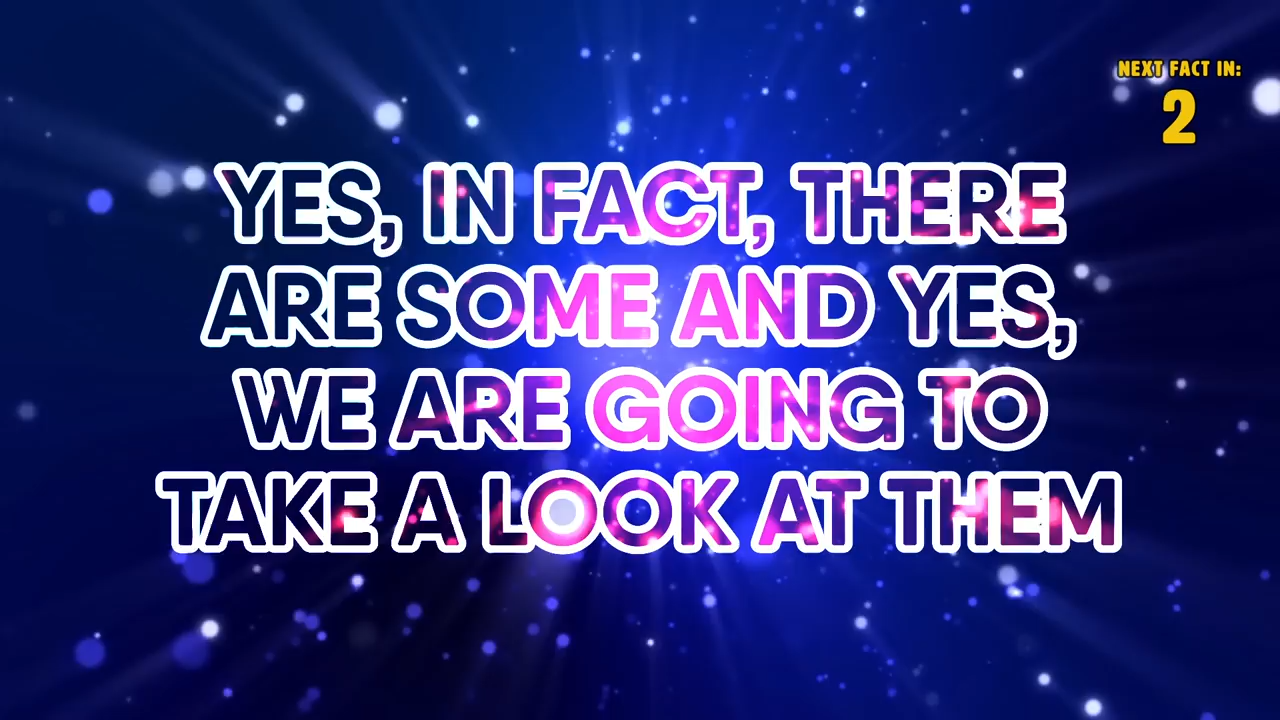 NEXT FACT IN:
2
YES, IN FACT, THERE
ARE SOME AND YES,
WE ARE GOING TO
TAKE A LOOK AT THEM